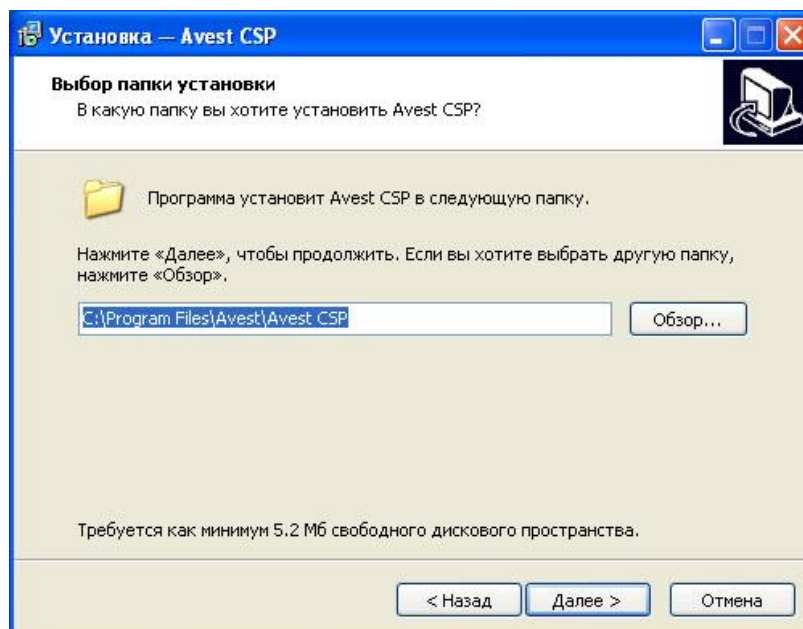 Установка — Avest CSP
Выбор папки установки
В какую папку вы хотите установить Avest CSP?
Программа установит Avest CSP в следующую папку.
Нажмите «Далее», чтобы продолжить. Если вы хотите выбрать другую папку,
нажмите «Обзор».
C:\Program Files\Avest\Avest CSP
Обзор...
Требуется как минимум 5.2 Мб свободного дискового пространства.
< Назад
Далее >
Отмена